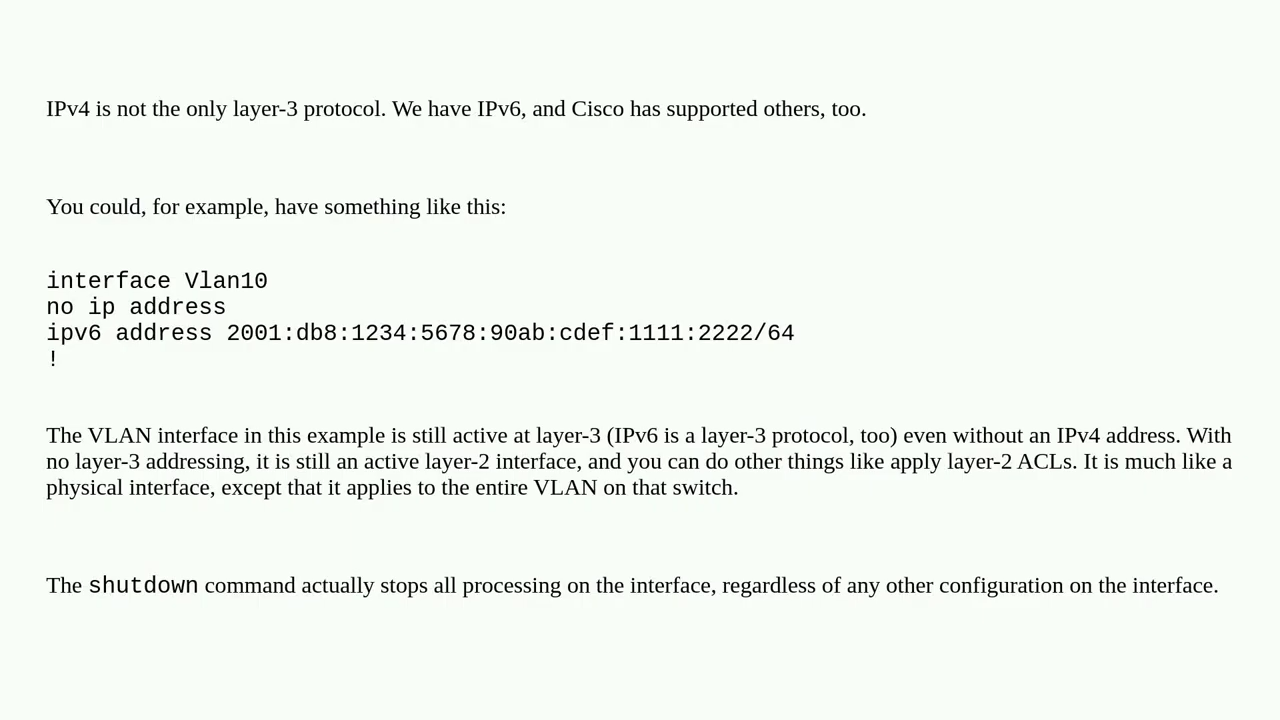 IPv4 is not the only layer-3 protocol. We have IPv6, and Cisco has supported others, too.
You could, for example, have something like this:
interface Vlan10
no ip address
ipv6 address 2001:db8:1234:5678:90ab:cdef:1111:2222/64
!
The VLAN interface in this example is still active at layer-3 (IPv6 is a layer-3 protocol, too) even without an IPv4 address. With
no layer-3 addressing, it is still an active layer-2 interface, and you can do other things like apply layer-2 ACLs. It is much like a
physical interface, except that it applies to the entire VLAN on that switch.
The shutdown command actually stops all processing on the interface, regardless of any other configuration on the interface.